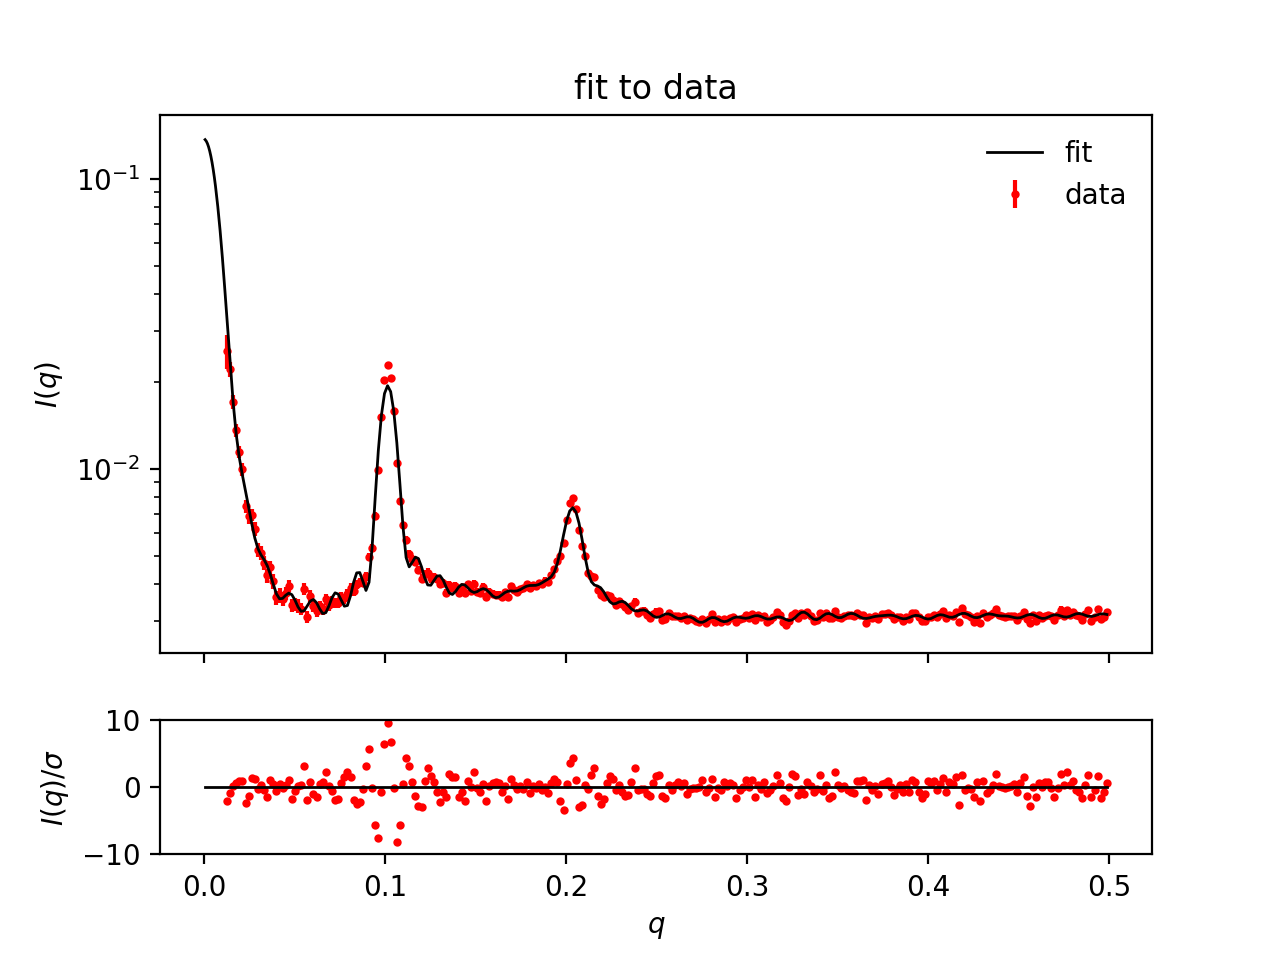 fit to data
fit
data
10⁻¹
10⁻²
I(q)
10
0
−10
I(q)/σ
0.0 0.1 0.2 0.3 0.4 0.5
q